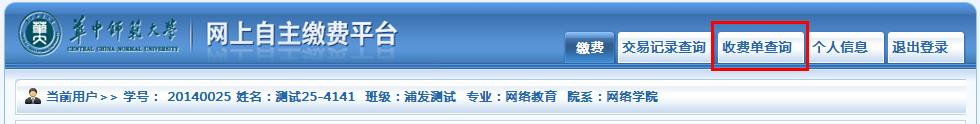 華中師範大學 网上自主缴费平台
CENTRAL CHINA NORMAL UNIVERSITY
缴费 交易记录查询 收费单查询 个人信息 退出登录
当前用户>> 学号： 20140025 姓名：测试25-4141 班级：浦发测试 专业：网络教育 院系：网络学院